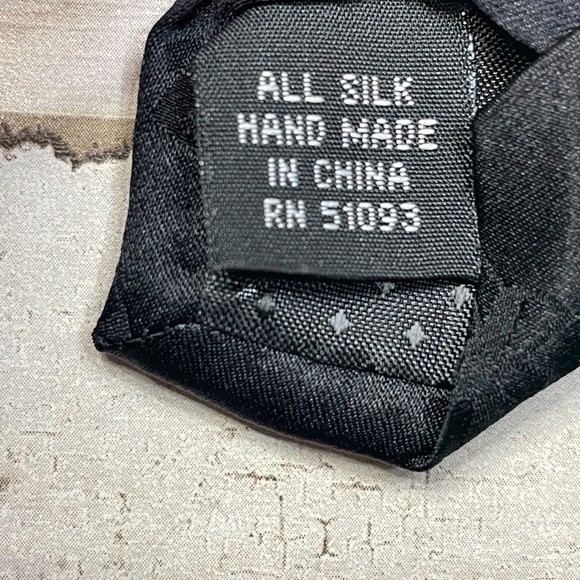 ALL SILK
HAND MADE
IN CHINA
RN 51093